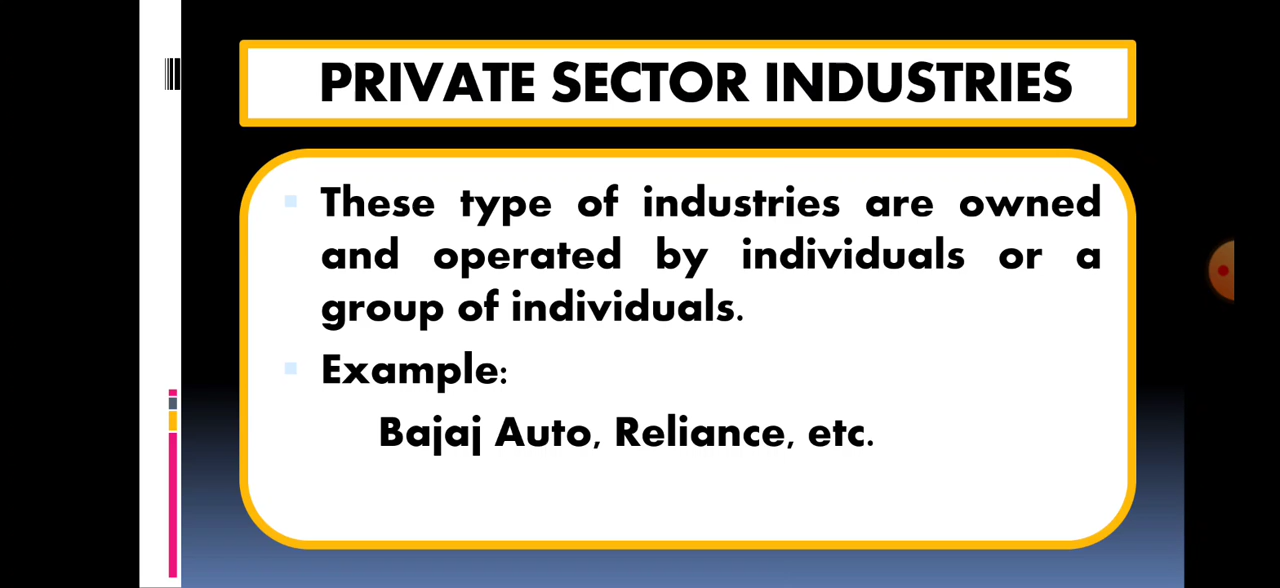 PRIVATE SECTOR INDUSTRIES
These type of industries are owned
and operated by individuals or a
group of individuals.
Example:
Bajaj Auto, Reliance, etc.